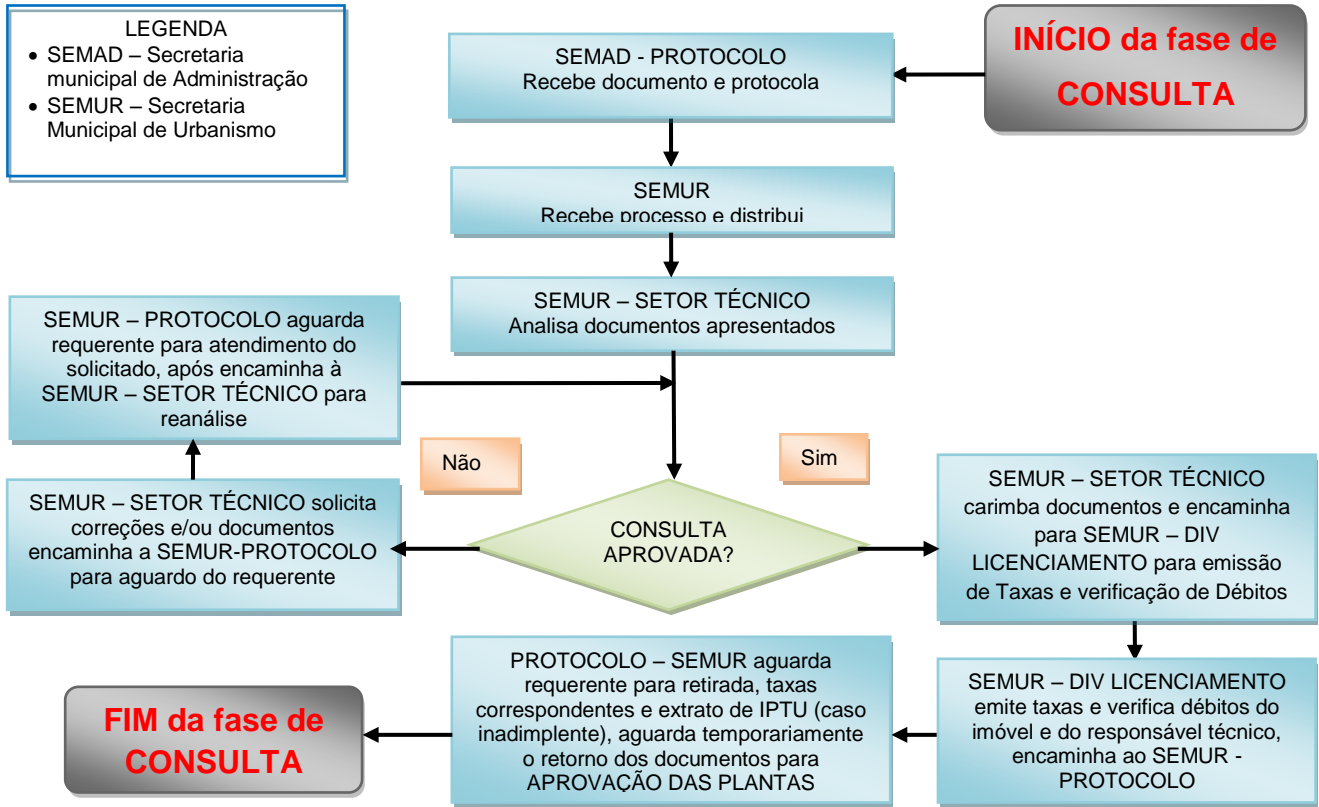 LEGENDA
• SEMAD – Secretaria
municipal de Administração
• SEMUR – Secretaria
Municipal de Urbanismo
SEMAD - PROTOCOLO
Recebe documento e protocola
INÍCIO da fase de
CONSULTA
SEMUR
Recebe processo e distribui
SEMUR – SETOR TÉCNICO
Analisa documentos apresentados
SEMUR – PROTOCOLO aguarda
requerente para atendimento do
solicitado, após encaminha à
SEMUR – SETOR TÉCNICO para
reanálise
Não
Sim
SEMUR – SETOR TÉCNICO solicita
correções e/ou documentos
encaminha a SEMUR-PROTOCOLO
para aguardo do requerente
CONSULTA
APROVADA?
SEMUR – SETOR TÉCNICO
carimba documentos e encaminha
para SEMUR – DIV
LICENCIAMENTO para emissão
de Taxas e verificação de Débitos
SEMUR – DIV LICENCIAMENTO
emite taxas e verifica débitos do
imóvel e do responsável técnico,
encaminha ao SEMUR -
PROTOCOLO
PROTOCOLO – SEMUR aguarda
requerente para retirada, taxas
correspondentes e extrato de IPTU (caso
inadimplente), aguarda temporariamente
o retorno dos documentos para
APROVAÇÃO DAS PLANTAS
FIM da fase de
CONSULTA